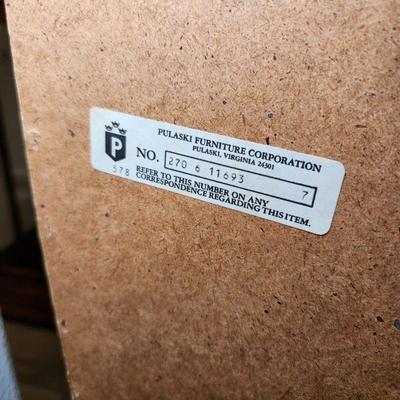 PULASKI FURNITURE CORPORATION
PULASKI, VIRGINIA 24301
P
NO. 270 6 11693 7
578
REFER TO THIS NUMBER ON ANY
CORRESPONDENCE REGARDING THIS ITEM.